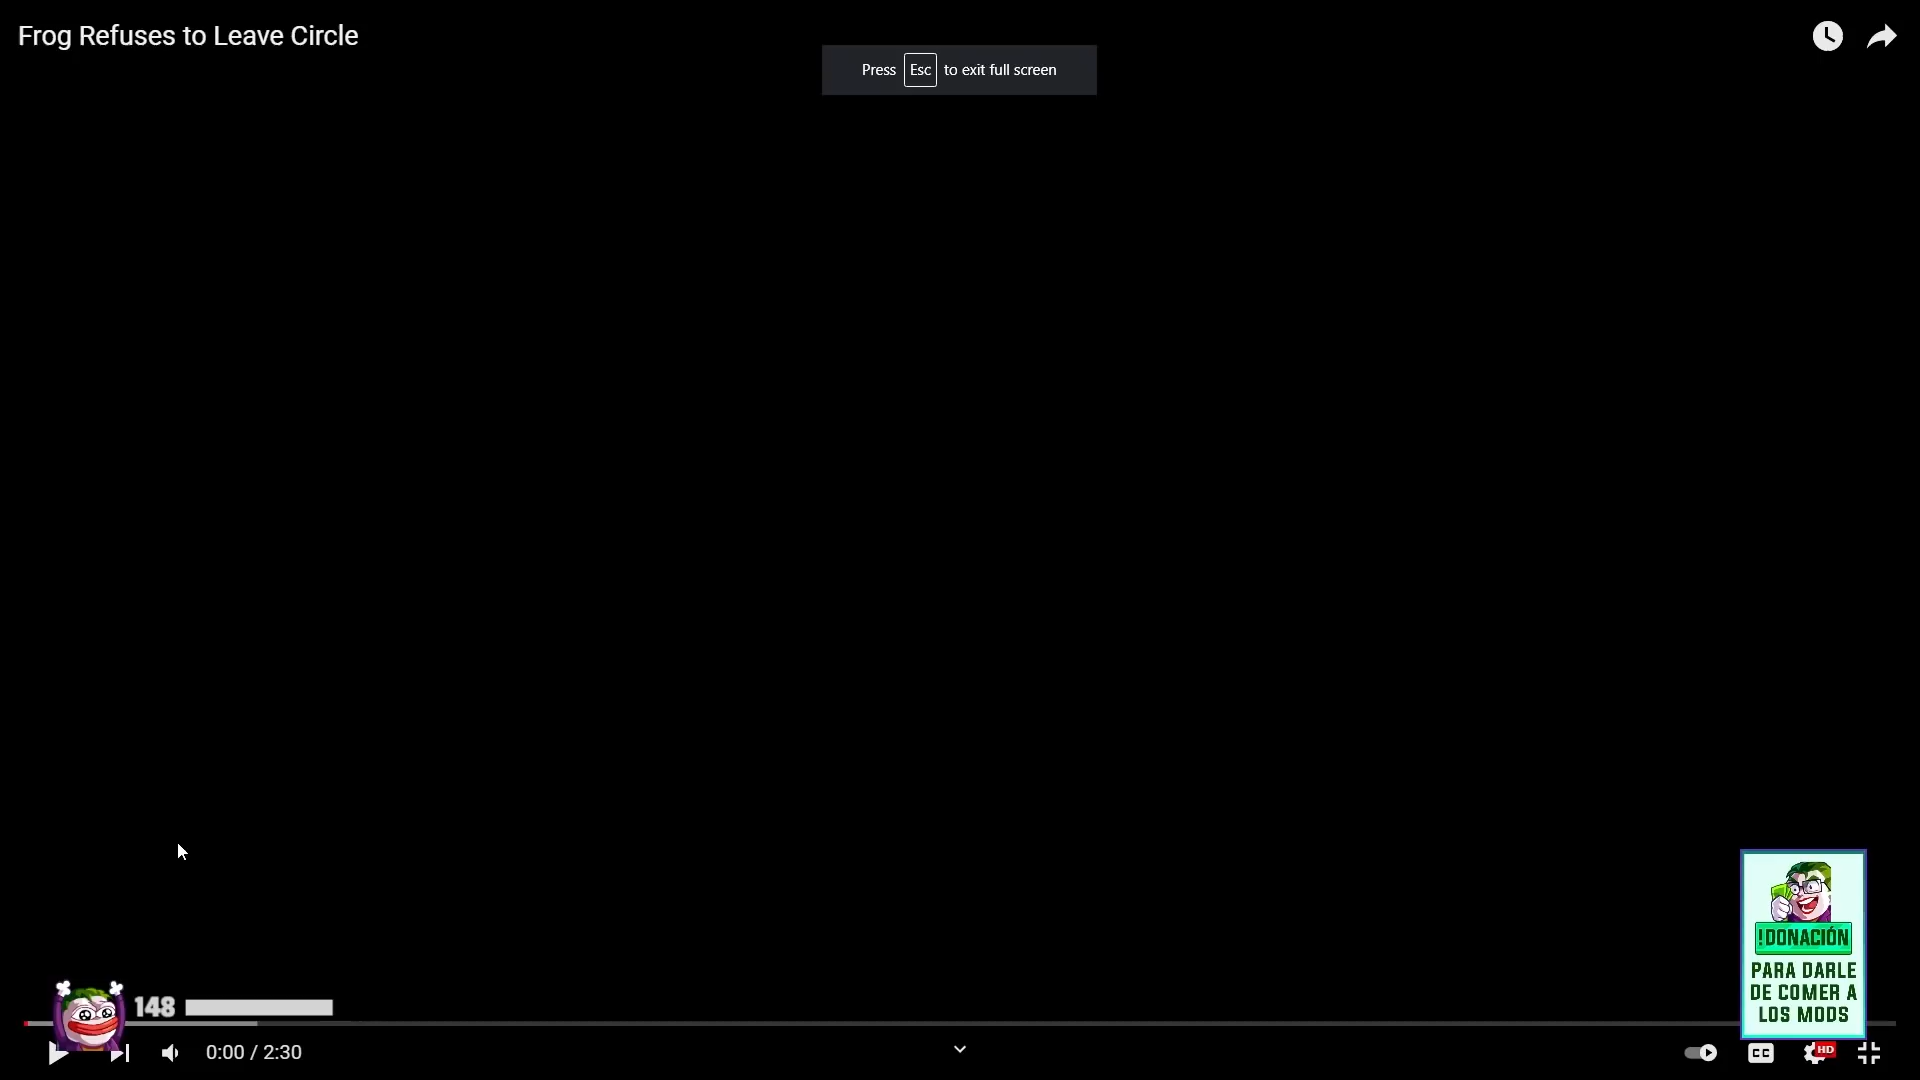 Frog Refuses to Leave Circle
Press Esc to exit full screen
148
!DONACIÓN
PARA DARLE
DE COMER A
LOS MODS
0:00 / 2:30
CC
HD